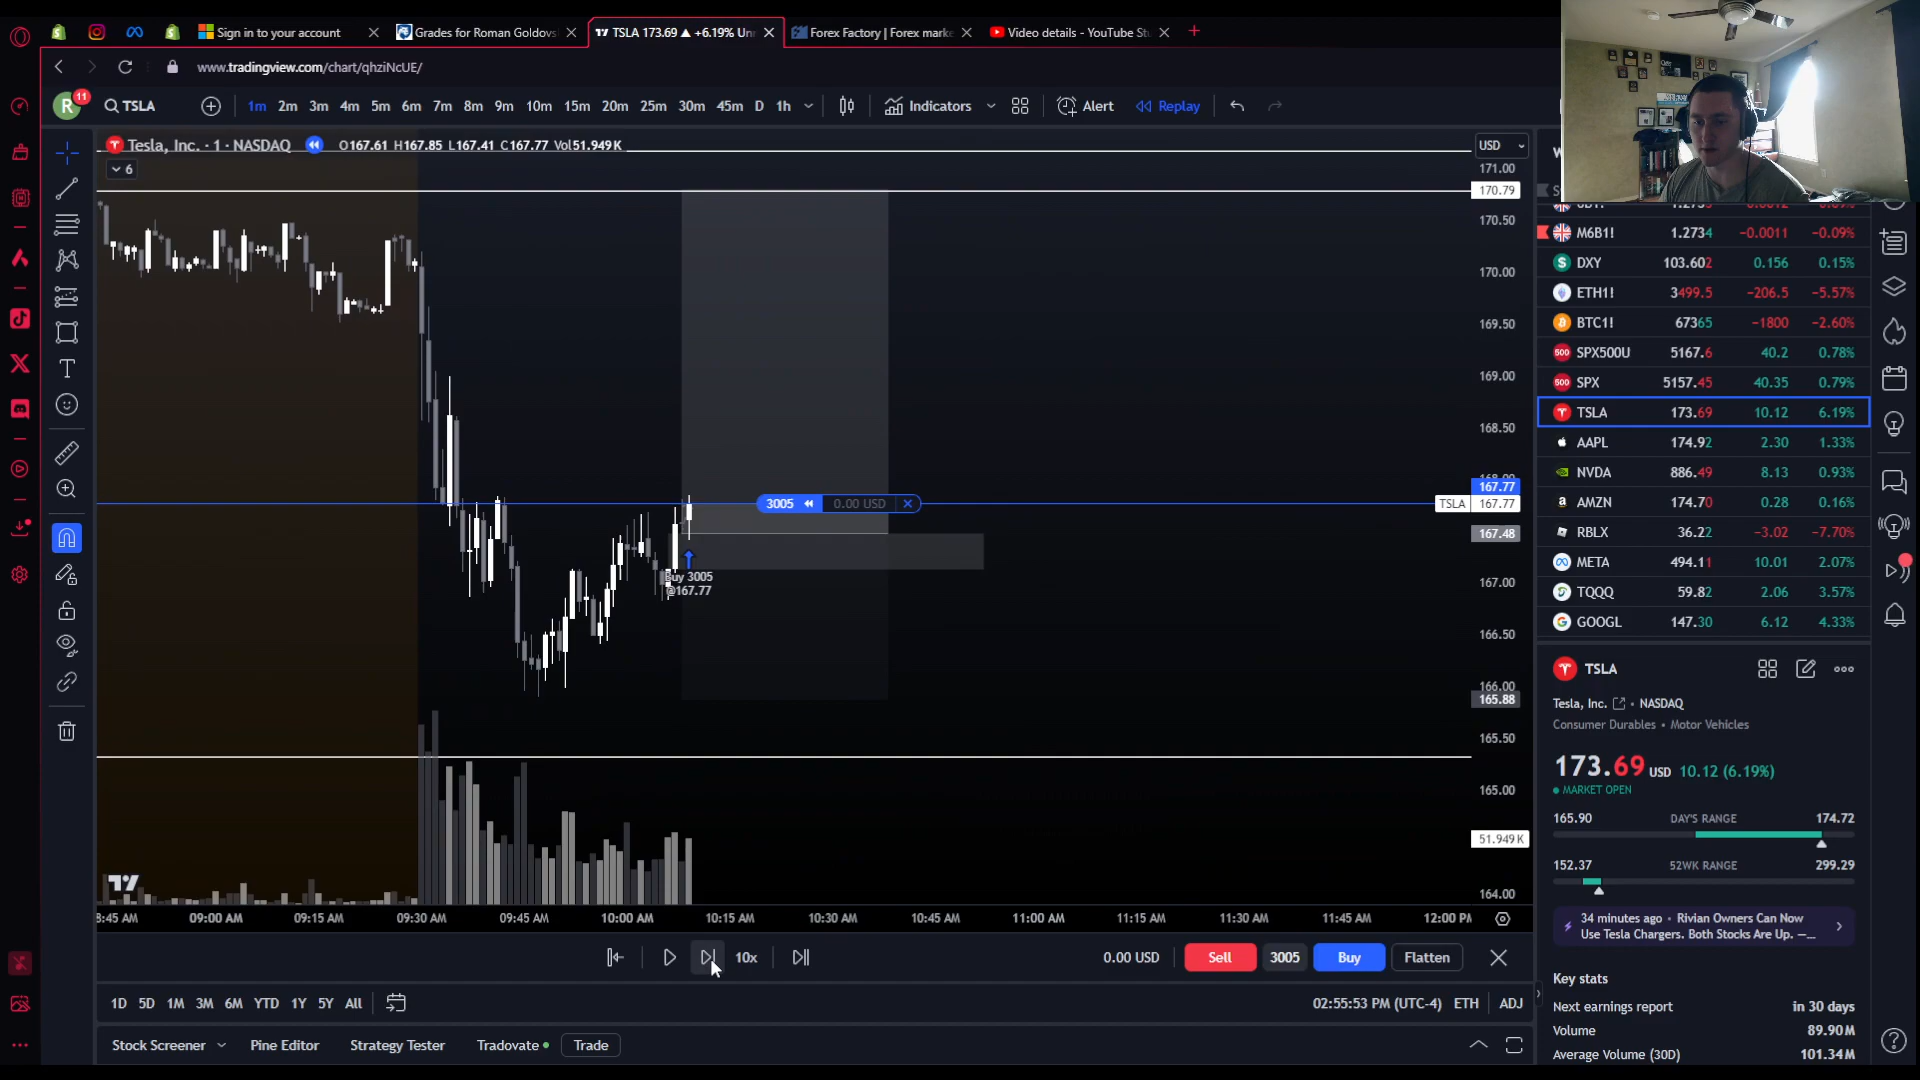 Sign in to your account
Grades for Roman Goldovs
TSLA 173.69 ▲ +6.19% Un
Forex Factory | Forex mark
Video details - YouTube St
www.tradingview.com/chart/qhziNcUE/
R
11
TSLA
1m 2m 3m 4m 5m 6m 7m 8m 9m 10m 15m 20m 25m 30m 45m D 1h
Indicators
Alert
Replay
Tesla, Inc. · 1 · NASDAQ
O167.61 H167.85 L167.41 C167.77 Vol51.949K
6
USD
171.00
170.79
170.50
170.00
169.50
169.00
168.50
167.77
TSLA 167.77
167.48
167.00
166.50
166.00
165.88
165.50
165.00
51.949K
164.00
3005
0.00 USD
Buy 3005
@167.77
8:45 AM 09:00 AM 09:15 AM 09:30 AM 09:45 AM 10:00 AM 10:15 AM 10:30 AM 10:45 AM 11:00 AM 11:15 AM 11:30 AM 11:45 AM 12:00 PM
10x
0.00 USD
Sell
3005
Buy
Flatten
1D 5D 1M 3M 6M YTD 1Y 5Y All
02:55:53 PM (UTC-4) ETH ADJ
Stock Screener
Pine Editor
Strategy Tester
Tradovate
Trade
M6B1! 1.2734 −0.0011 −0.09%
DXY 103.602 0.156 0.15%
ETH1! 3499.5 −206.5 −5.57%
BTC1! 67365 −1800 −2.60%
SPX500U 5167.6 40.2 0.78%
SPX 5157.45 40.35 0.79%
TSLA 173.69 10.12 6.19%
AAPL 174.92 2.30 1.33%
NVDA 886.49 8.13 0.93%
AMZN 174.70 0.28 0.16%
RBLX 36.22 −3.02 −7.70%
META 494.11 10.01 2.07%
TQQQ 59.82 2.06 3.57%
GOOGL 147.30 6.12 4.33%
TSLA
Tesla, Inc. • NASDAQ
Consumer Durables • Motor Vehicles
173.69 USD 10.12 (6.19%)
MARKET OPEN
165.90 DAY'S RANGE 174.72
152.37 52WK RANGE 299.29
34 minutes ago • Rivian Owners Can Now
Use Tesla Chargers. Both Stocks Are Up. —...
Key stats
Next earnings report in 30 days
Volume 89.90M
Average Volume (30D) 101.34M